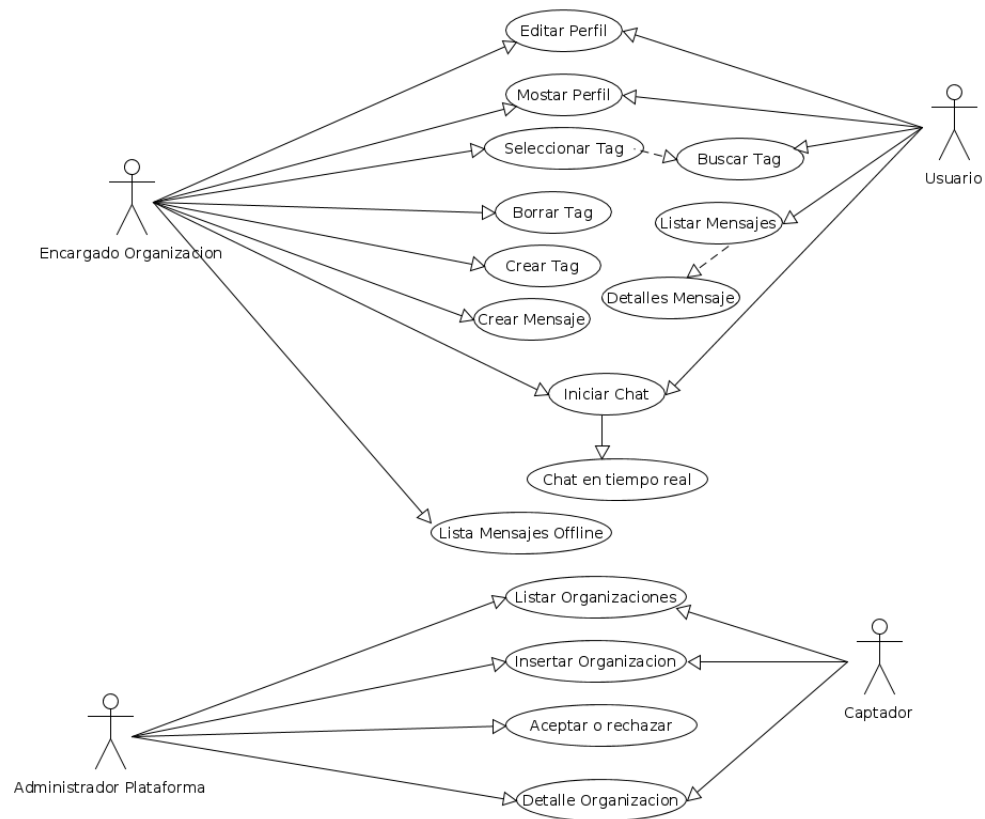 Editar Perfil
Mostar Perfil
Seleccionar Tag
Buscar Tag
Usuario
Borrar Tag
Listar Mensajes
Encargado Organizacion
Crear Tag
Detalles Mensaje
Crear Mensaje
Iniciar Chat
Chat en tiempo real
Lista Mensajes Offline
Listar Organizaciones
Insertar Organizacion
Captador
Aceptar o rechazar
Administrador Plataforma
Detalle Organizacion